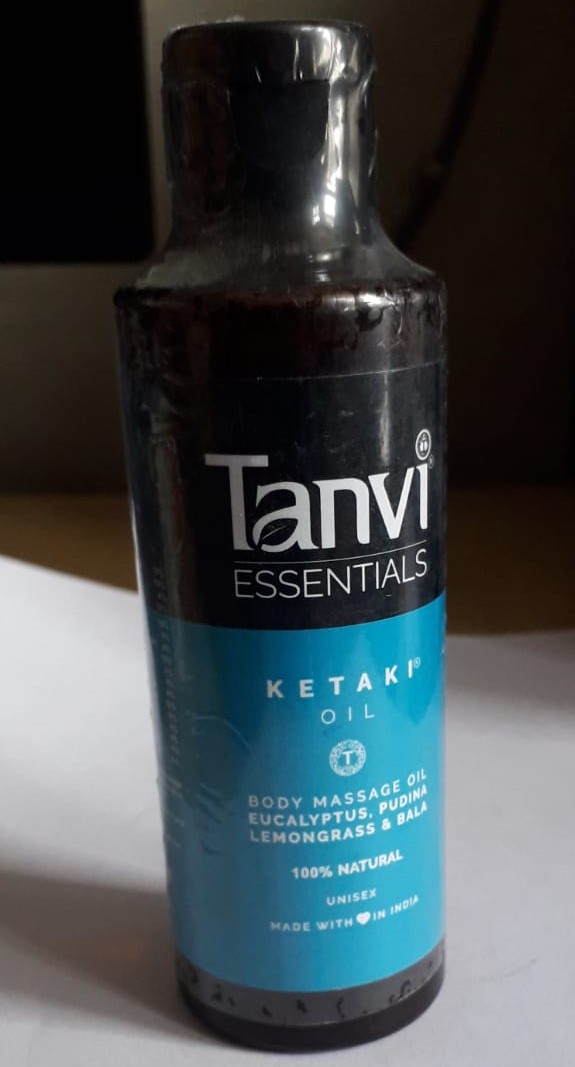 Tanvi®
ESSENTIALS
KETAKI®
OIL
T
BODY MASSAGE OIL
EUCALYPTUS, PUDINA
LEMONGRASS & BALA
100% NATURAL
UNISEX
MADE WITH ♥ IN INDIA